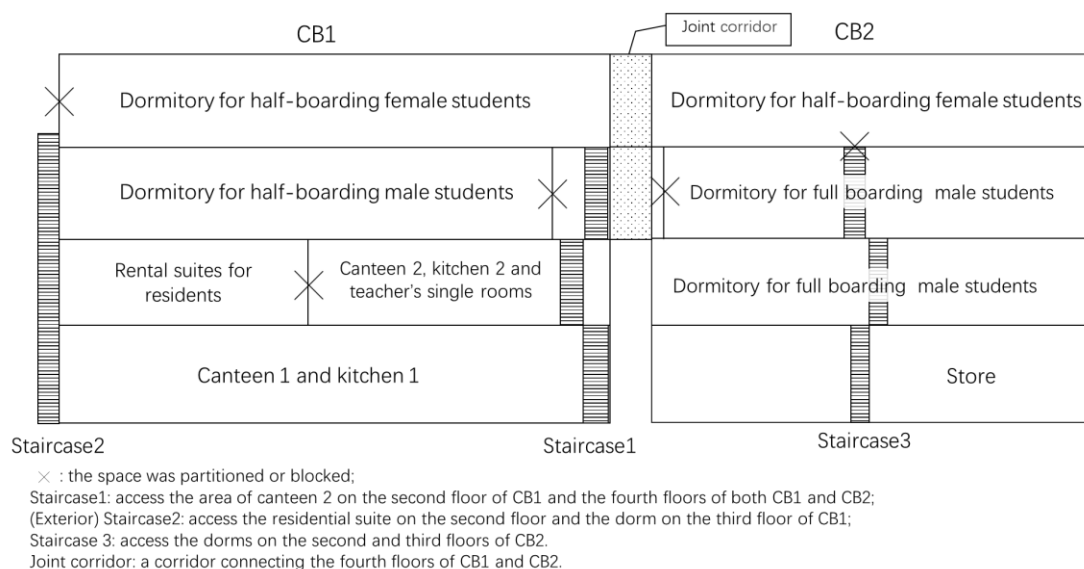 Joint corridor
CB1
CB2
Dormitory for half-boarding female students
Dormitory for half-boarding female students
Dormitory for half-boarding male students
Dormitory for full boarding male students
Rental suites for
residents
Canteen 2, kitchen 2 and
teacher's single rooms
Dormitory for full boarding male students
Canteen 1 and kitchen 1
Store
Staircase2
Staircase1
Staircase3
× : the space was partitioned or blocked;
Staircase1: access the area of canteen 2 on the second floor of CB1 and the fourth floors of both CB1 and CB2;
(Exterior) Staircase2: access the residential suite on the second floor and the dorm on the third floor of CB1;
Staircase 3: access the dorms on the second and third floors of CB2.
Joint corridor: a corridor connecting the fourth floors of CB1 and CB2.